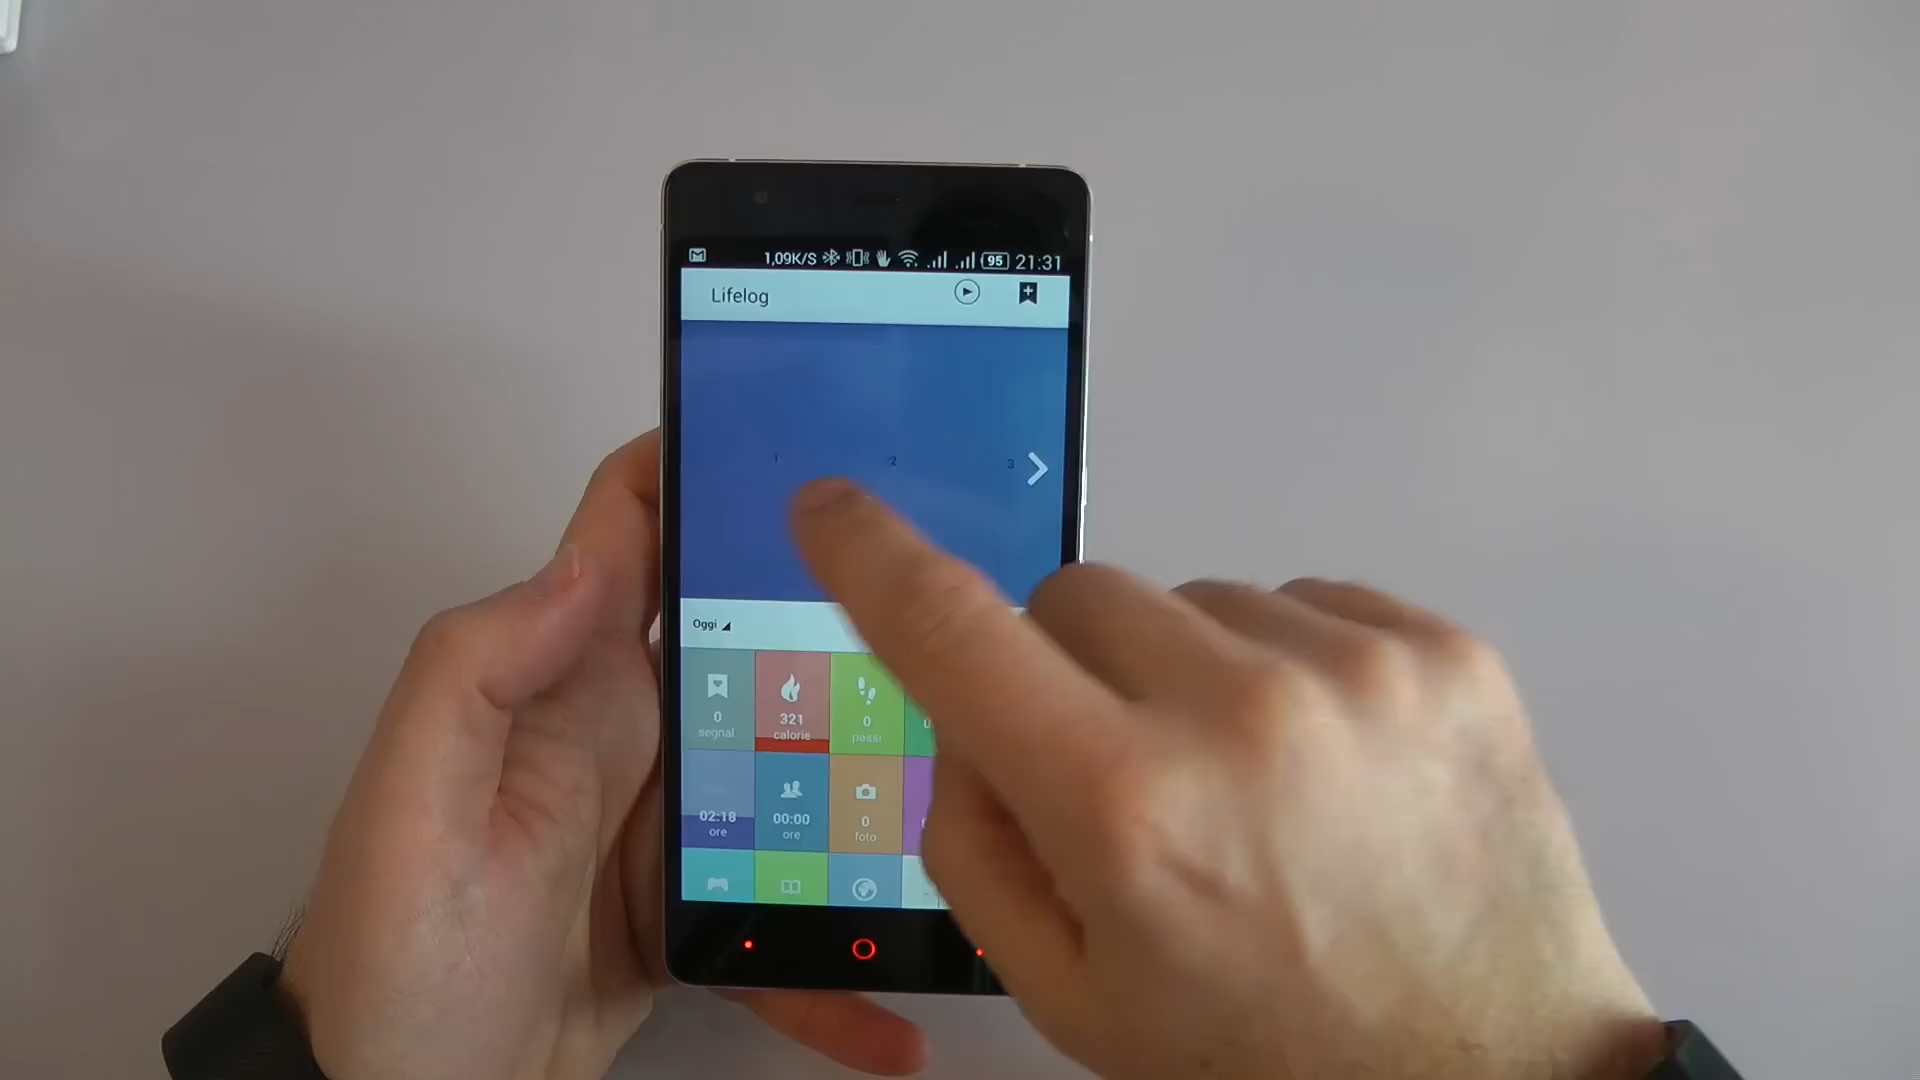 1,09K/S 95 21:31
Lifelog
1 2 3
Oggi
0 321 0 0
segnal calorie passi
02:18 00:00 0
ore ore foto